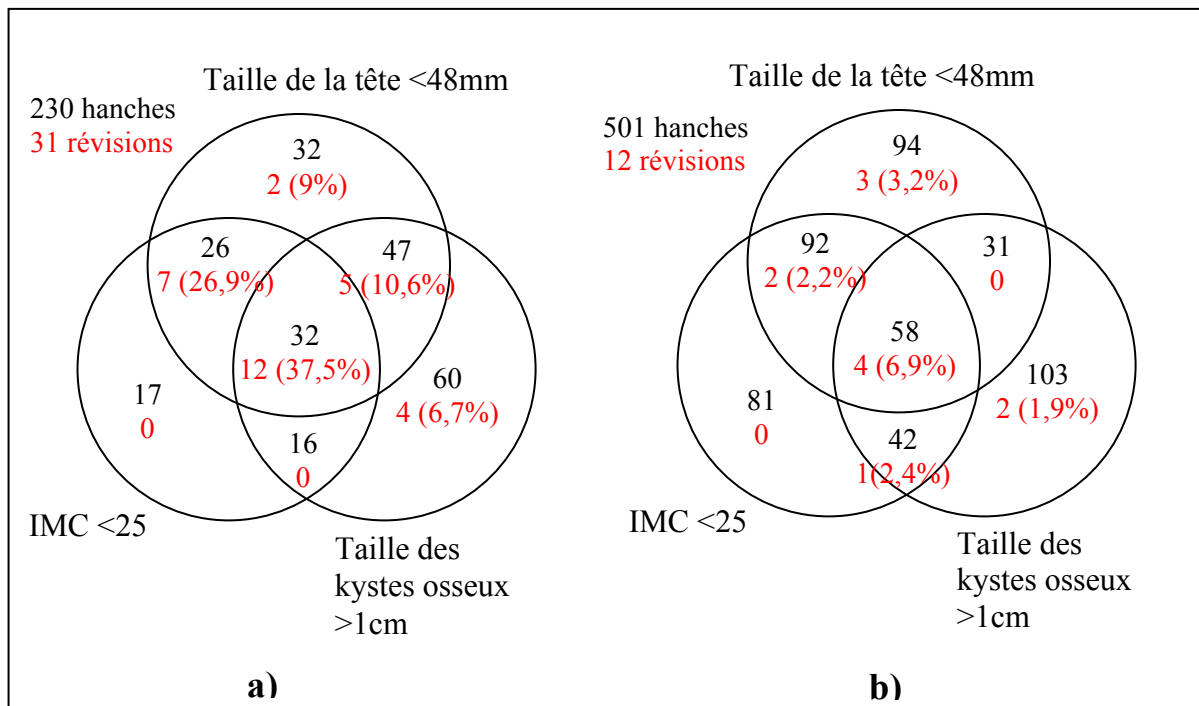 Taille de la tête <48mm
230 hanches
31 révisions
32
2 (9%)
26
7 (26,9%)
47
5 (10,6%)
32
12 (37,5%)
17
0
60
4 (6,7%)
16
0
IMC <25
Taille des
kystes osseux
>1cm
a)
Taille de la tête <48mm
501 hanches
12 révisions
94
3 (3,2%)
92
2 (2,2%)
31
0
58
4 (6,9%)
81
0
103
2 (1,9%)
42
1(2,4%)
IMC <25
Taille des
kystes osseux
>1cm
b)